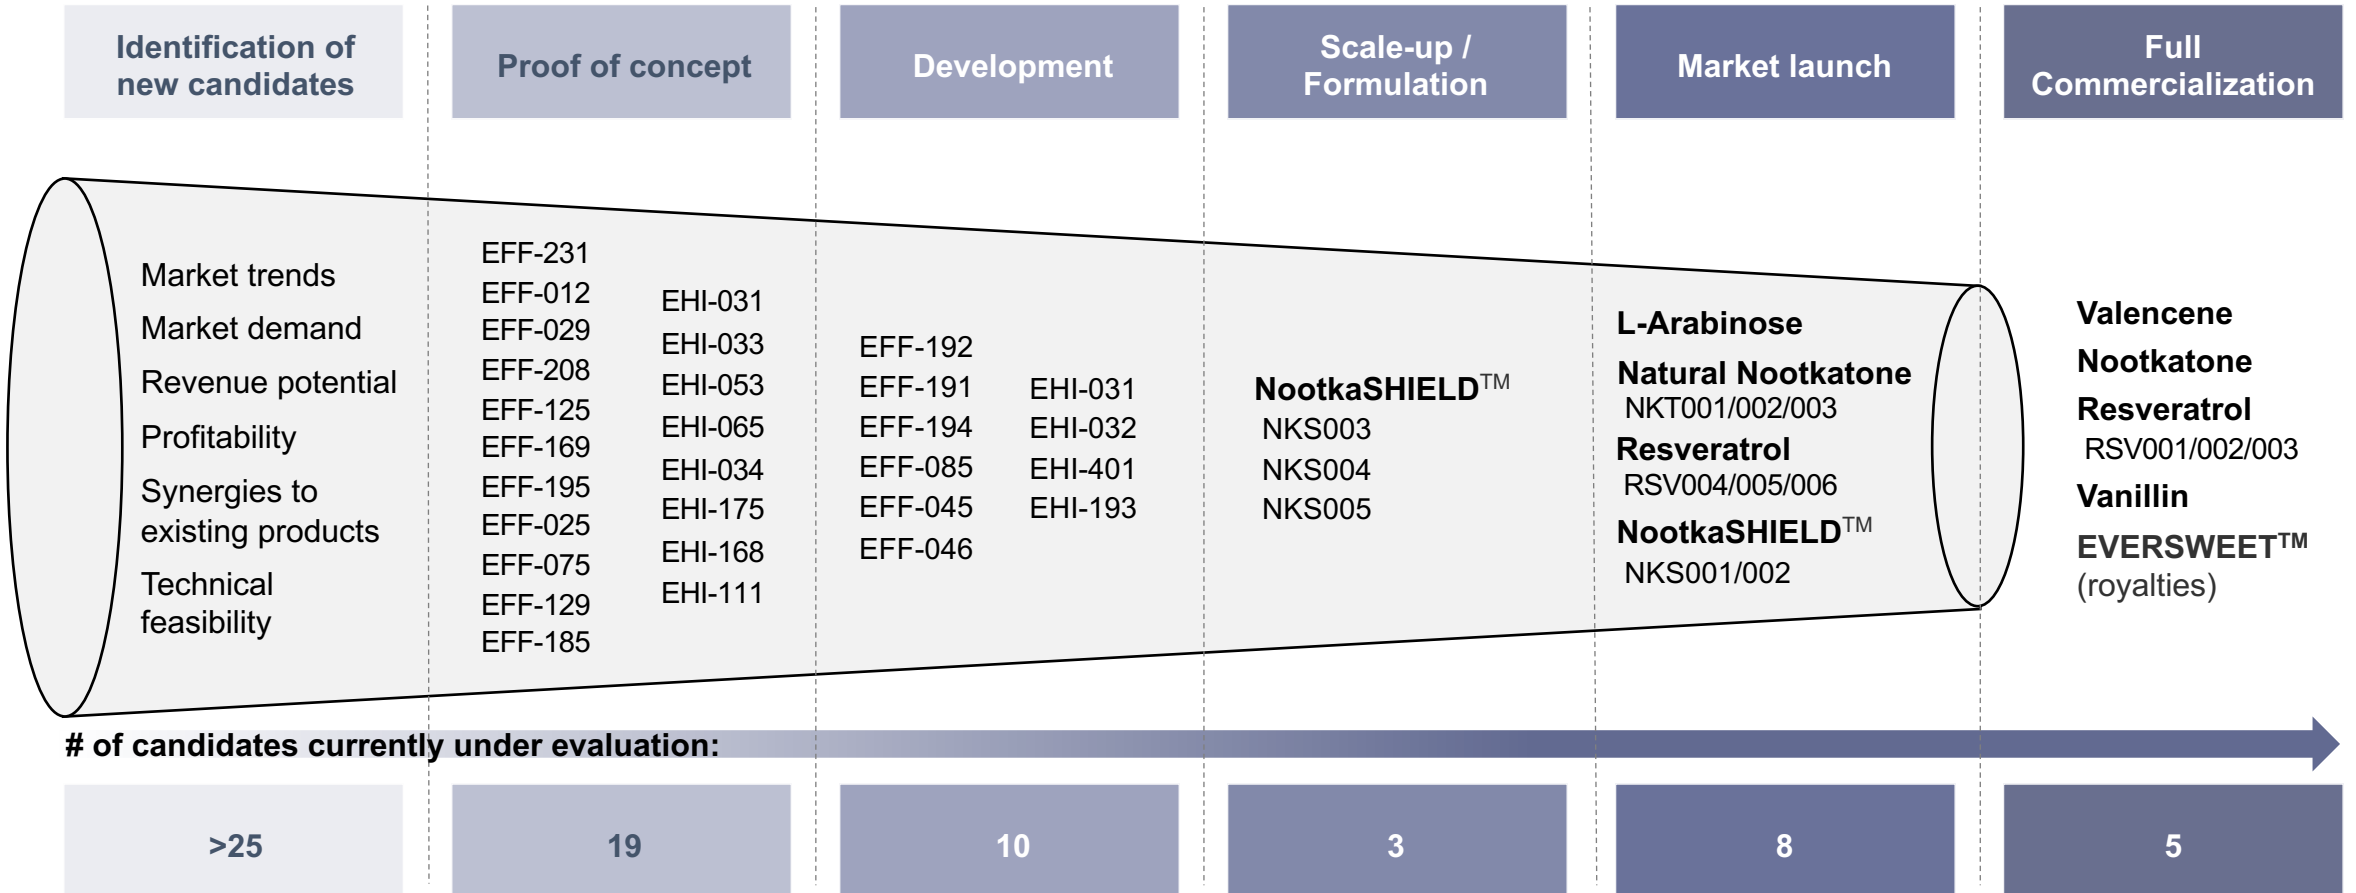 Identification of
new candidates
Proof of concept
Development
Scale-up /
Formulation
Market launch
Full
Commercialization
Market trends
Market demand
Revenue potential
Profitability
Synergies to
existing products
Technical
feasibility
EFF-231
EFF-012
EFF-029
EFF-208
EFF-125
EFF-169
EFF-195
EFF-025
EFF-075
EFF-129
EFF-185
EHI-031
EHI-033
EHI-053
EHI-065
EHI-034
EHI-175
EHI-168
EHI-111
EFF-192
EFF-191
EFF-194
EFF-085
EFF-045
EFF-046
EHI-031
EHI-032
EHI-401
EHI-193
NootkaSHIELD™
NKS003
NKS004
NKS005
L-Arabinose
Natural Nootkatone
NKT001/002/003
Resveratrol
RSV004/005/006
NootkaSHIELD™
NKS001/002
Valencene
Nootkatone
Resveratrol
RSV001/002/003
Vanillin
EVERSWEET™
(royalties)
# of candidates currently under evaluation:
>25
19
10
3
8
5